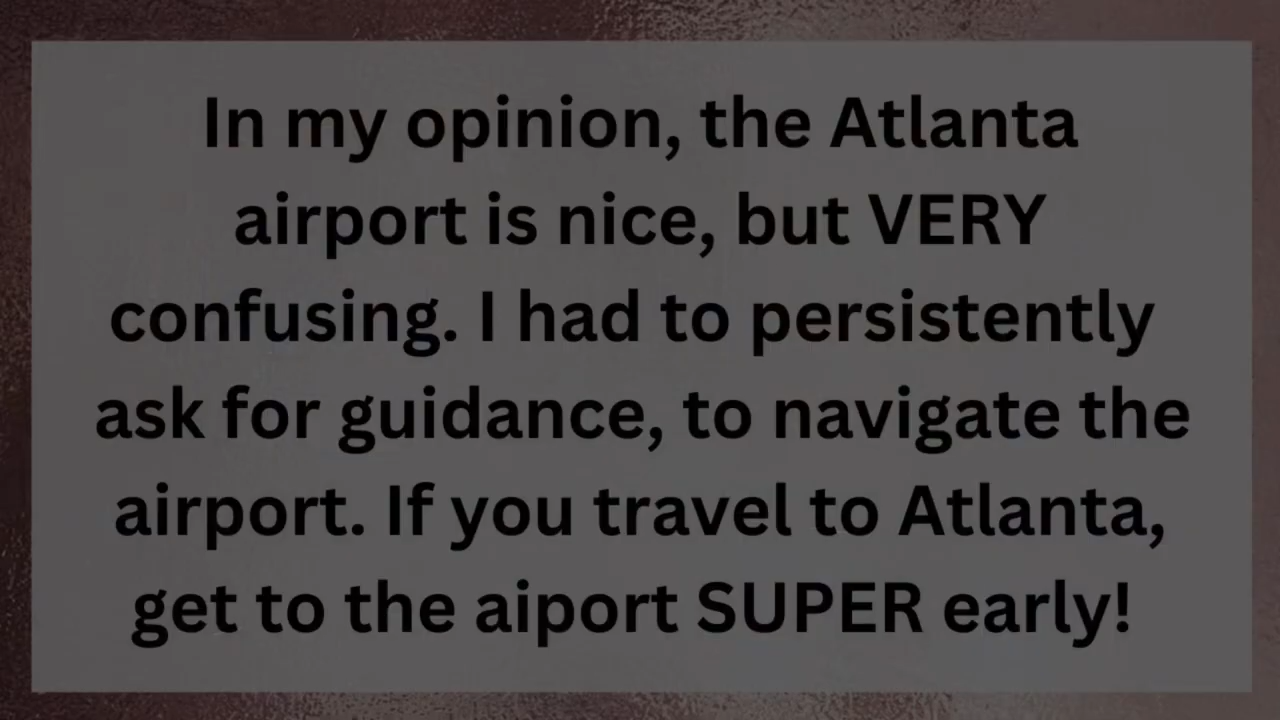 In my opinion, the Atlanta
airport is nice, but VERY
confusing. I had to persistently
ask for guidance, to navigate the
airport. If you travel to Atlanta,
get to the aiport SUPER early!